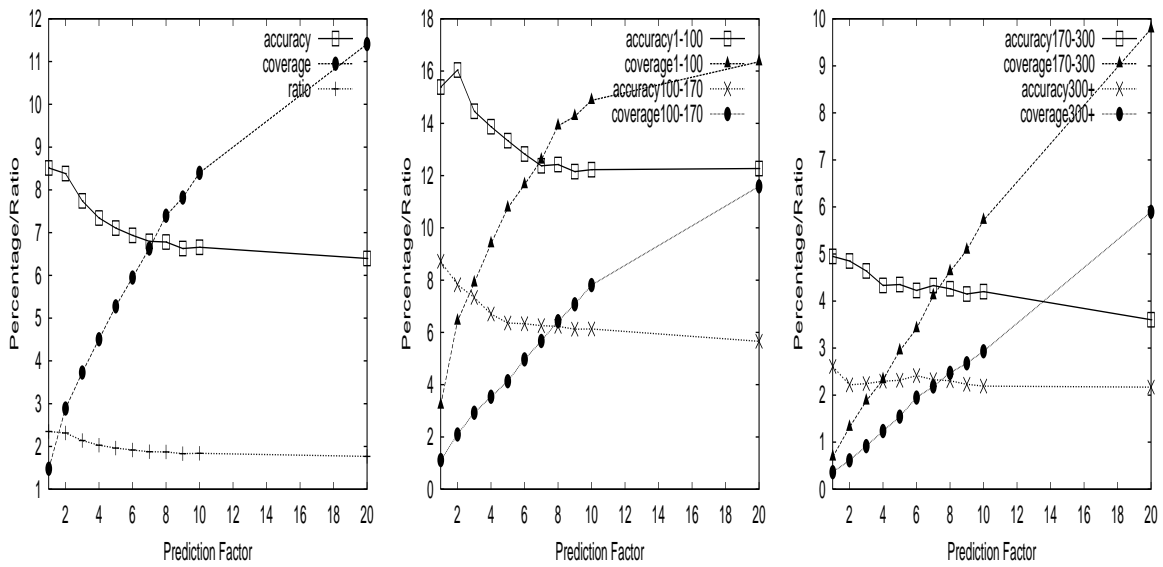 12
11
10
9
8
7
6
5
4
3
2
1
Percentage/Ratio
accuracy
coverage
ratio
2 4 6 8 10 12 14 16 18 20
Prediction Factor
18
16
14
12
10
8
6
4
2
0
Percentage/Ratio
accuracy1-100
coverage1-100
accuracy100-170
coverage100-170
2 4 6 8 10 12 14 16 18 20
Prediction Factor
10
9
8
7
6
5
4
3
2
1
0
Percentage/Ratio
accuracy170-300
coverage170-300
accuracy300+
coverage300+
2 4 6 8 10 12 14 16 18 20
Prediction Factor